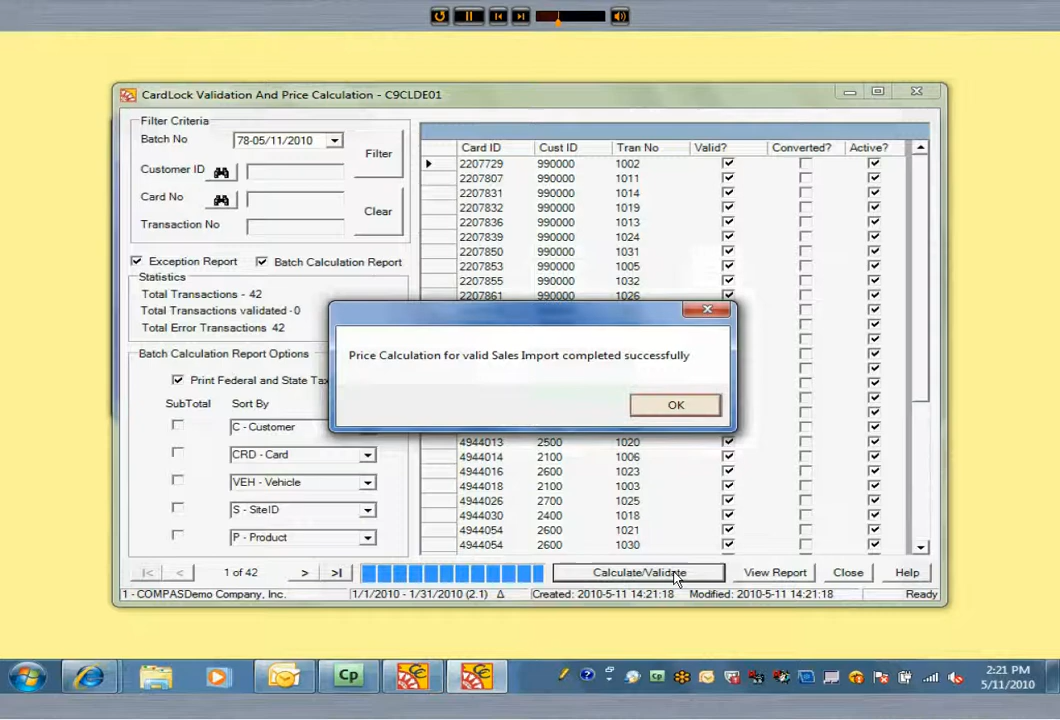 CardLock Validation And Price Calculation - C9CLDE01
Filter Criteria
Batch No 78-05/11/2010 Filter
Customer ID
Card No Clear
Transaction No
Exception Report Batch Calculation Report
Statistics
Total Transactions - 42
Total Transactions validated -0
Total Error Transactions 42
Batch Calculation Report Options
Print Federal and State Tax
SubTotal Sort By
C - Customer
CRD - Card
VEH - Vehicle
S - SiteID
P - Product
Card ID Cust ID Tran No Valid? Converted? Active?
2207729 990000 1002
2207807 990000 1011
2207831 990000 1014
2207832 990000 1019
2207836 990000 1013
2207839 990000 1024
2207850 990000 1031
2207853 990000 1005
2207855 990000 1032
2207861 990000 1026
Price Calculation for valid Sales Import completed successfully
OK
4944013 2500 1020
4944014 2100 1006
4944016 2600 1023
4944018 2100 1003
4944026 2700 1025
4944030 2400 1018
4944054 2600 1021
4944054 2600 1030
|< < 1 of 42 > >| Calculate/Validate View Report Close Help
1 - COMPASDemo Company, Inc. 1/1/2010 - 1/31/2010 (2.1) Δ Created: 2010-5-11 14:21:18 Modified: 2010-5-11 14:21:18 Ready
Cp
Cp
2:21 PM
5/11/2010